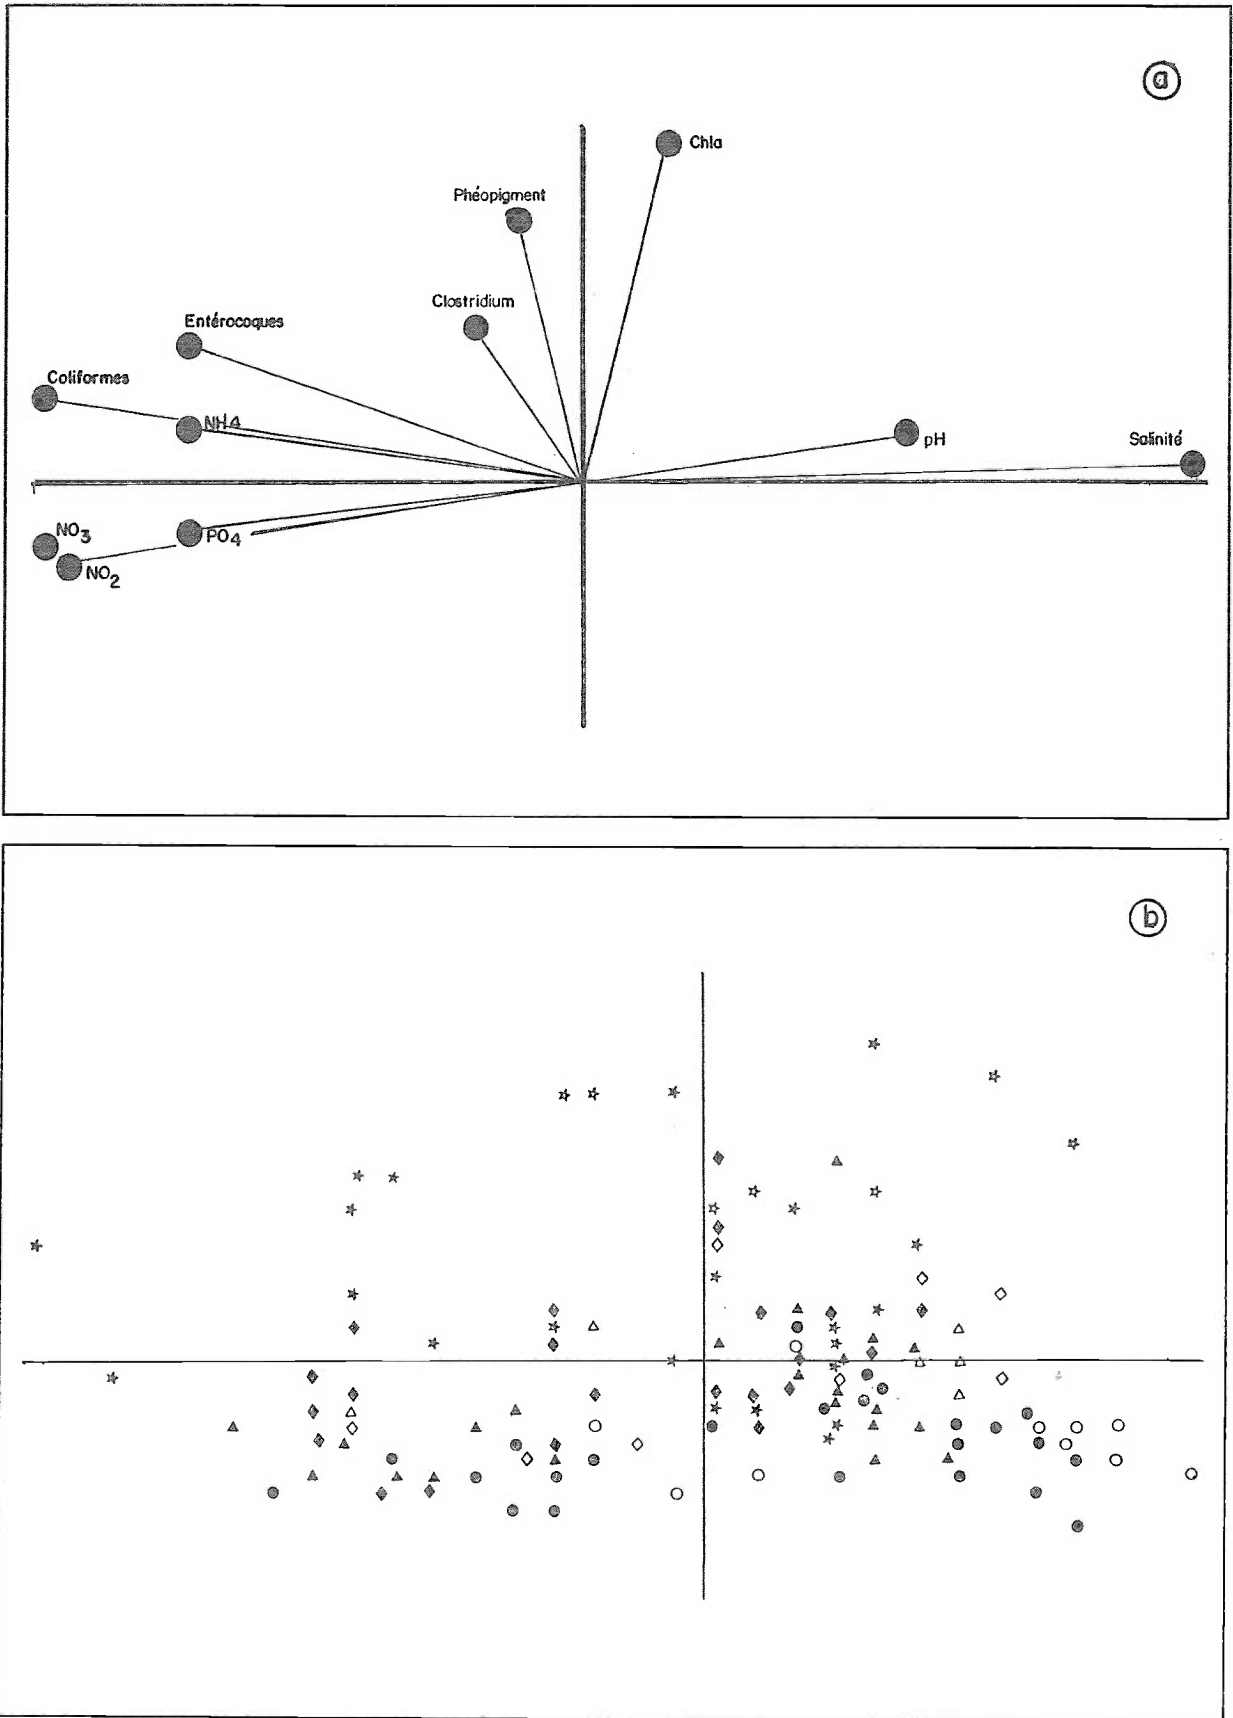 a
Chla
Phéopigment
Clostridium
Entérocoques
Coliformes
NH4
pH
Salinité
NO3
PO4
NO2
b